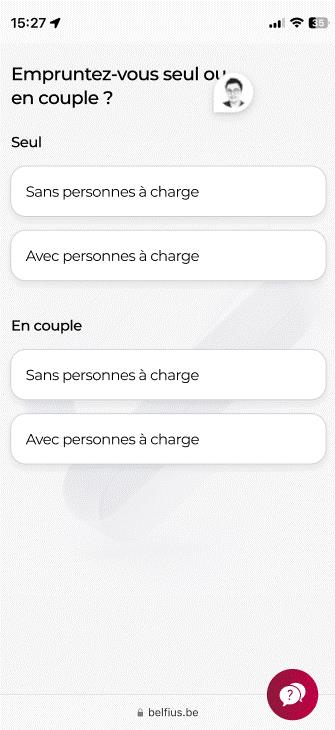 15:27
35
Empruntez-vous seul ou
en couple ?
Seul
Sans personnes à charge
Avec personnes à charge
En couple
Sans personnes à charge
Avec personnes à charge
?
belfius.be